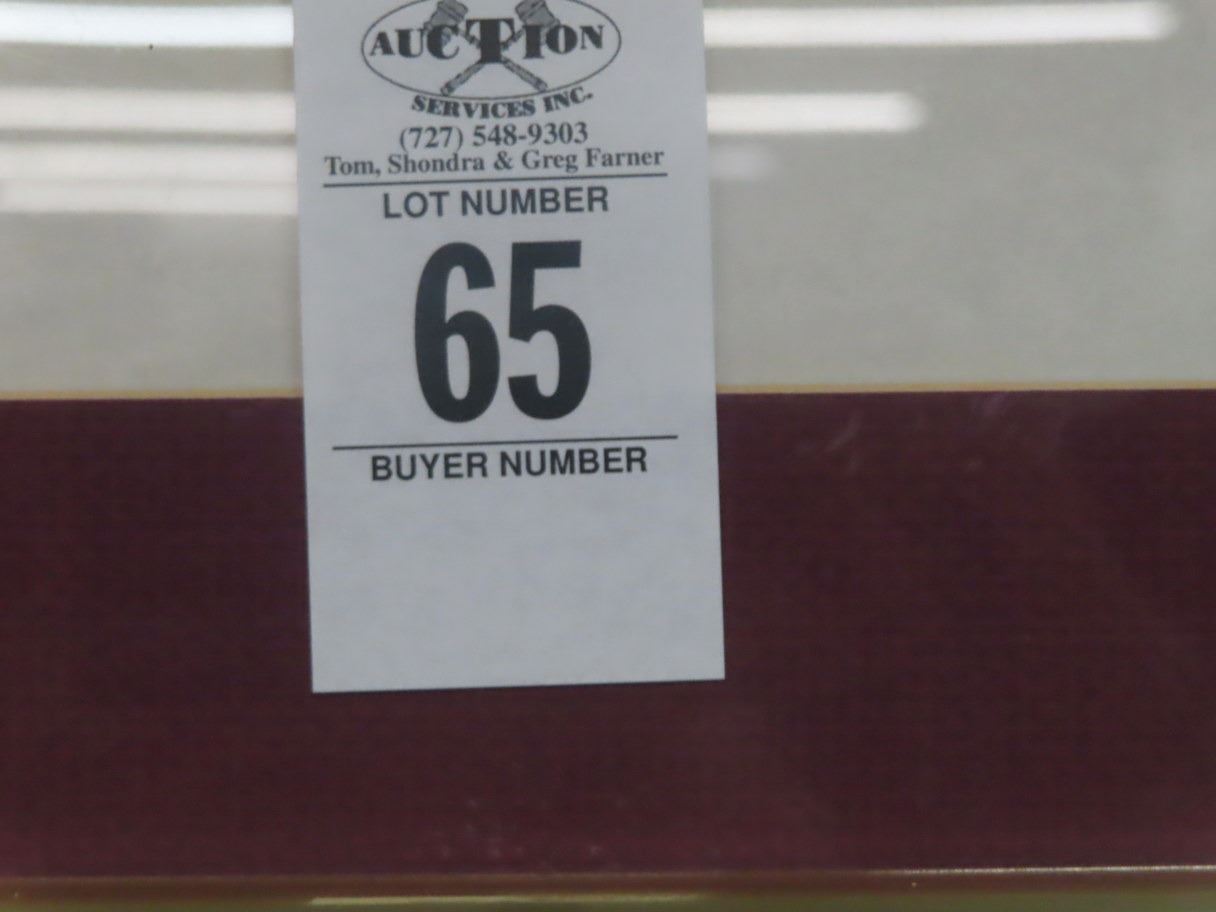 AUCTION
SERVICES INC.
(727) 548-9303
Tom, Shondra & Greg Farner
LOT NUMBER
65
BUYER NUMBER